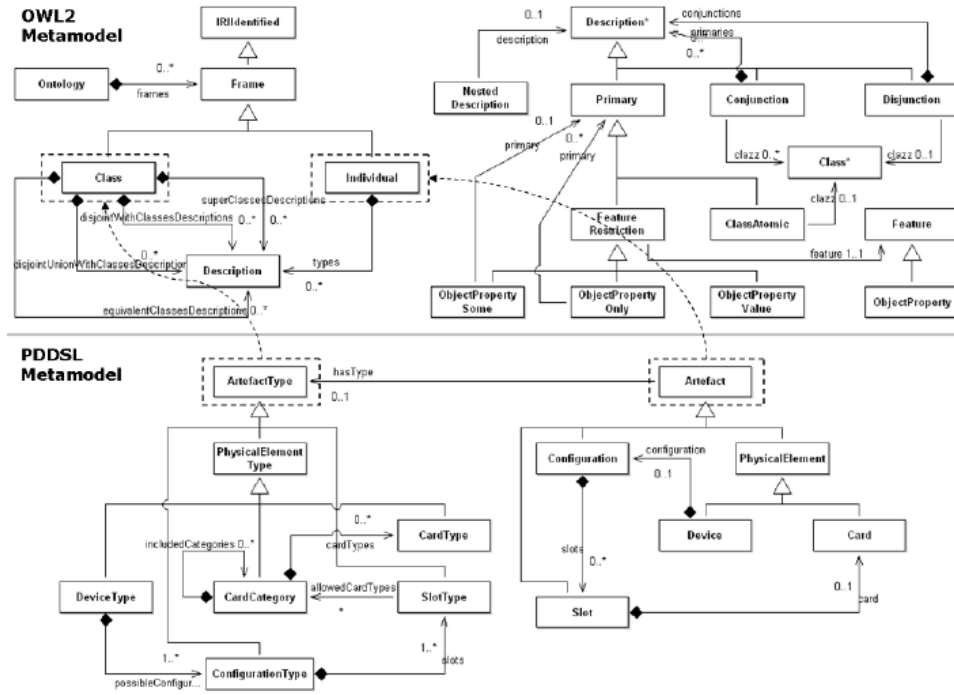 OWL2
Metamodel
IRIIdentified
Ontology
0..*
frames
Frame
Class
Individual
superClassesDescriptions
disjointWithClassesDescriptions
0..*
0..*
0..*
disjointUnionWithClassesDescription
Description
types
0..*
equivalentClassesDescriptions
0..*
0..1
description
Description*
conjunctions
primaries
0..*
Nested
Description
Primary
Conjunction
Disjunction
0..1
primary
0..*
primary
clazz 0..*
Class*
clazz 0..1
clazz 0..1
Feature
Restriction
ClassAtomic
Feature
feature 1..1
ObjectProperty
Some
ObjectProperty
Only
ObjectProperty
Value
ObjectProperty
PDDSL
Metamodel
ArtefactType
hasType
0..1
Artefact
PhysicalElement
Type
Configuration
configuration
0..1
PhysicalElement
0..*
cardTypes
CardType
Device
Card
includedCategories 0..*
slots
0..*
DeviceType
CardCategory
allowedCardTypes
*
SlotType
Slot
0..1
card
1..*
possibleConfigur...
ConfigurationType
1..*
slots